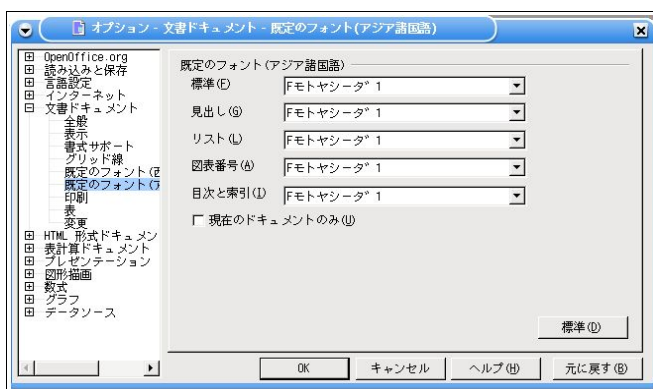 オプション - 文書ドキュメント - 既定のフォント(アジア諸国語)
OpenOffice.org
読み込みと保存
言語設定
インターネット
文書ドキュメント
全般
表示
書式サポート
グリッド線
既定のフォント(西
既定のフォント(ア
印刷
表
変更
HTML 形式ドキュメン
表計算ドキュメント
プレゼンテーション
図形描画
数式
グラフ
データソース
既定のフォント(アジア諸国語)
標準(F) Fモトヤシーダ 1
見出し(G) Fモトヤシーダ 1
リスト(L) Fモトヤシーダ 1
図表番号(A) Fモトヤシーダ 1
目次と索引(I) Fモトヤシーダ 1
現在のドキュメントのみ(U)
標準(D)
OK キャンセル ヘルプ(H) 元に戻す(B)